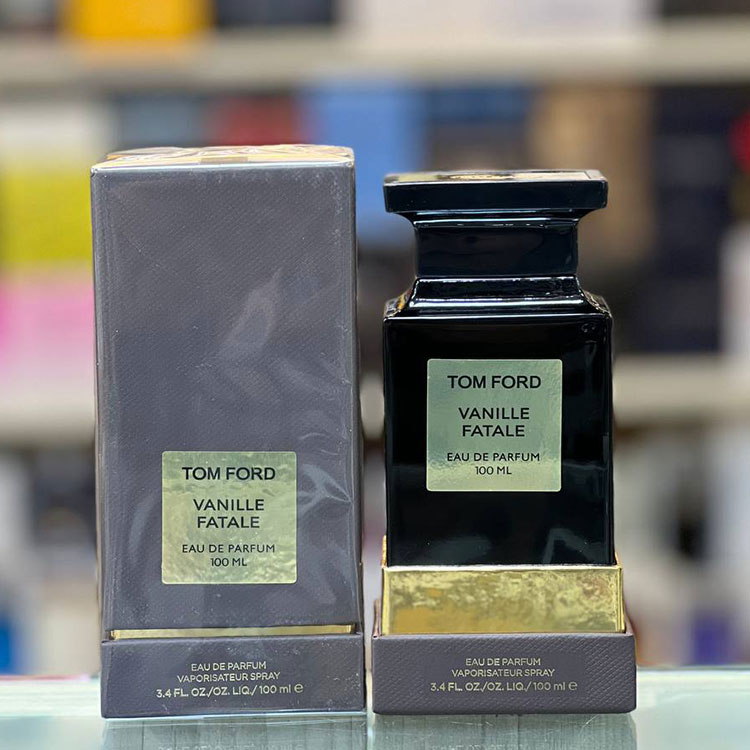 TOM FORD
VANILLE
FATALE
EAU DE PARFUM
100 ML
EAU DE PARFUM
VAPORISATEUR SPRAY
3.4 FL. OZ./OZ. LIQ./100 ml e
TOM FORD
VANILLE
FATALE
EAU DE PARFUM
100 ML
EAU DE PARFUM
VAPORISATEUR SPRAY
3.4 FL. OZ./OZ. LIQ./100 ml e